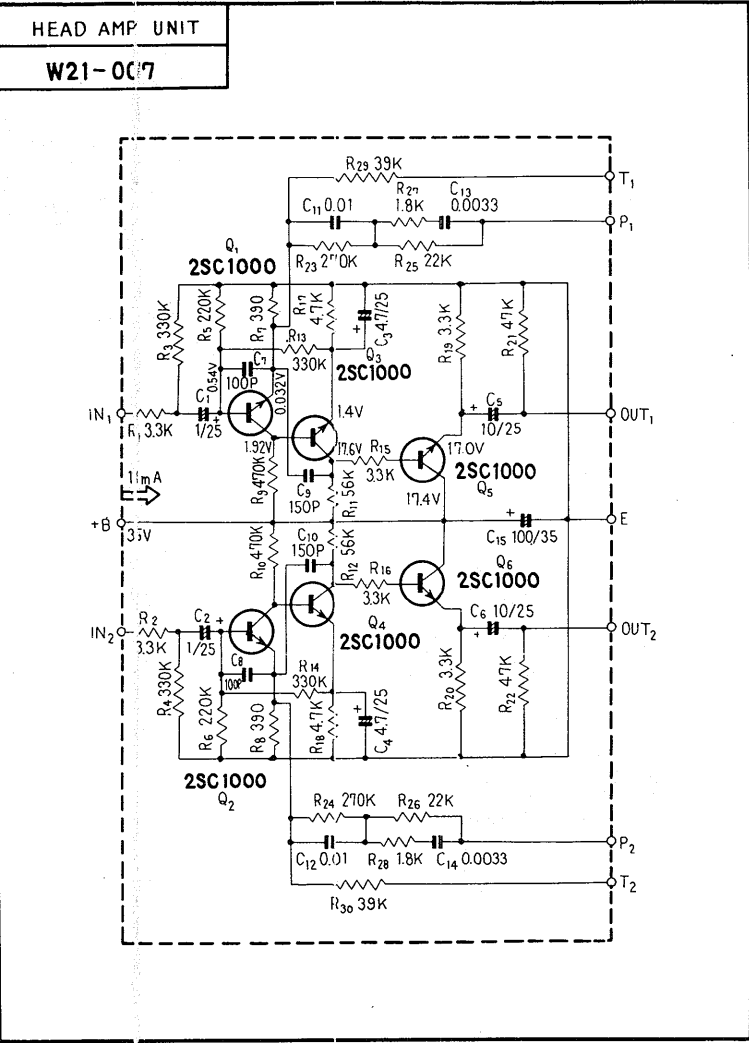 HEAD AMP UNIT
W21-007
R29 39K
T1
C11 0.01
R27 1.8K
C13 0.0033
P1
R23 270K
R25 22K
Q1
2SC1000
R3 330K
R5 220K
R7 390
R17 4.7K
C3 4.7/25
R19 3.3K
R21 47K
R13 330K
Q3
2SC1000
C7 100P
0.54V
0.032V
IN1
R1 3.3K
C1 1/25
1.4V
C5 10/25
OUT1
1.92V
17.6V
R15 3.3K
17.0V
2SC1000
Q5
17.4V
R9 470K
C9 150P
R11 56K
mA
+B
C15 100/35
E
R10 470K
C10 150P
R12 56K
R16 3.3K
Q6
2SC1000
IN2
R2 3.3K
C2 1/25
Q4
2SC1000
C6 10/25
OUT2
C8 100P
R14 330K
R4 330K
R6 220K
R8 390
R18 4.7K
C4 4.7/25
R20 3.3K
R22 47K
2SC1000
Q2
R24 270K
R26 22K
C12 0.01
R28 1.8K
C14 0.0033
P2
R30 39K
T2